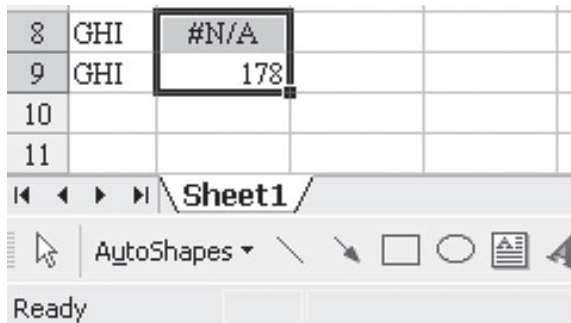 8 GHI #N/A
9 GHI 178
10
11
Sheet1
AutoShapes
Ready